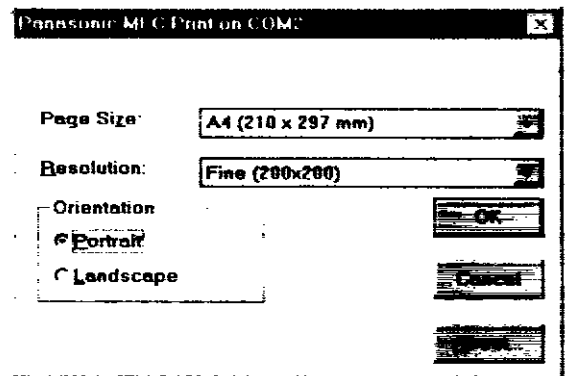 Panasonic MFC Print on COM2
Page Size:
A4 (210 x 297 mm)
Resolution:
Fine (200x200)
Orientation
OK
Portrait
Landscape
Cancel